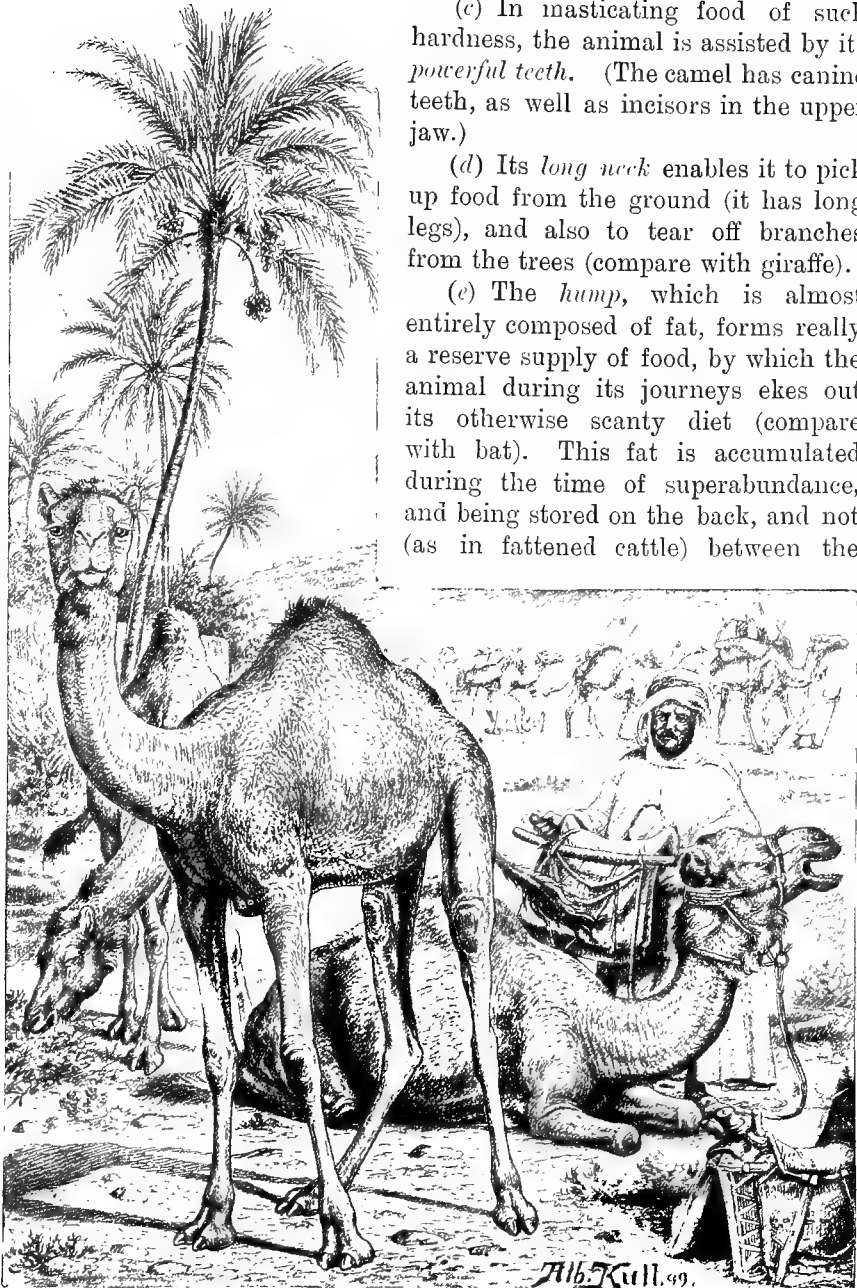 (c) In masticating food of such
hardness, the animal is assisted by it
powerful teeth. (The camel has canine
teeth, as well as incisors in the upper
jaw.)
(d) Its long neck enables it to pick
up food from the ground (it has long
legs), and also to tear off branches
from the trees (compare with giraffe).
(e) The hump, which is almost
entirely composed of fat, forms really
a reserve supply of food, by which the
animal during its journeys ekes out
its otherwise scanty diet (compare
with bat). This fat is accumulated
during the time of superabundance,
and being stored on the back, and not
(as in fattened cattle) between the
Alb. Kull. 99.